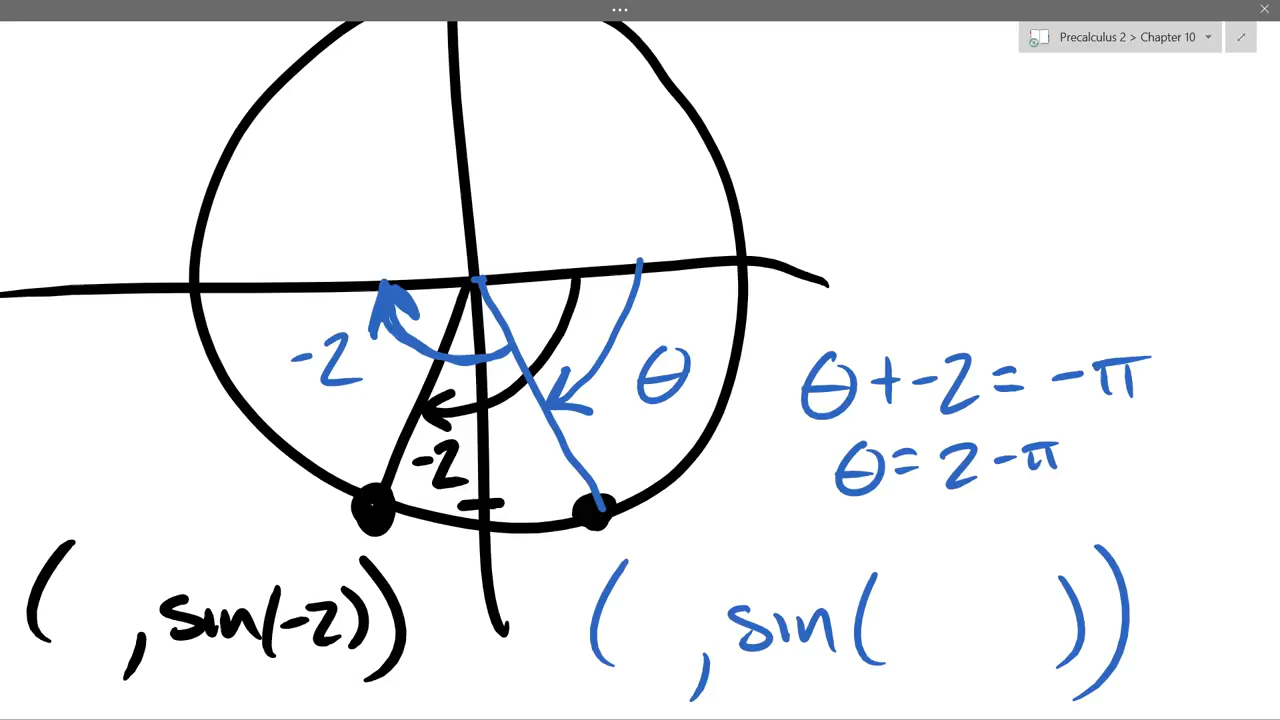 Precalculus 2 > Chapter 10
-2
θ
θ + -2 = -π
θ = 2 - π
-2
( , sin(-2))
( , sin( ))